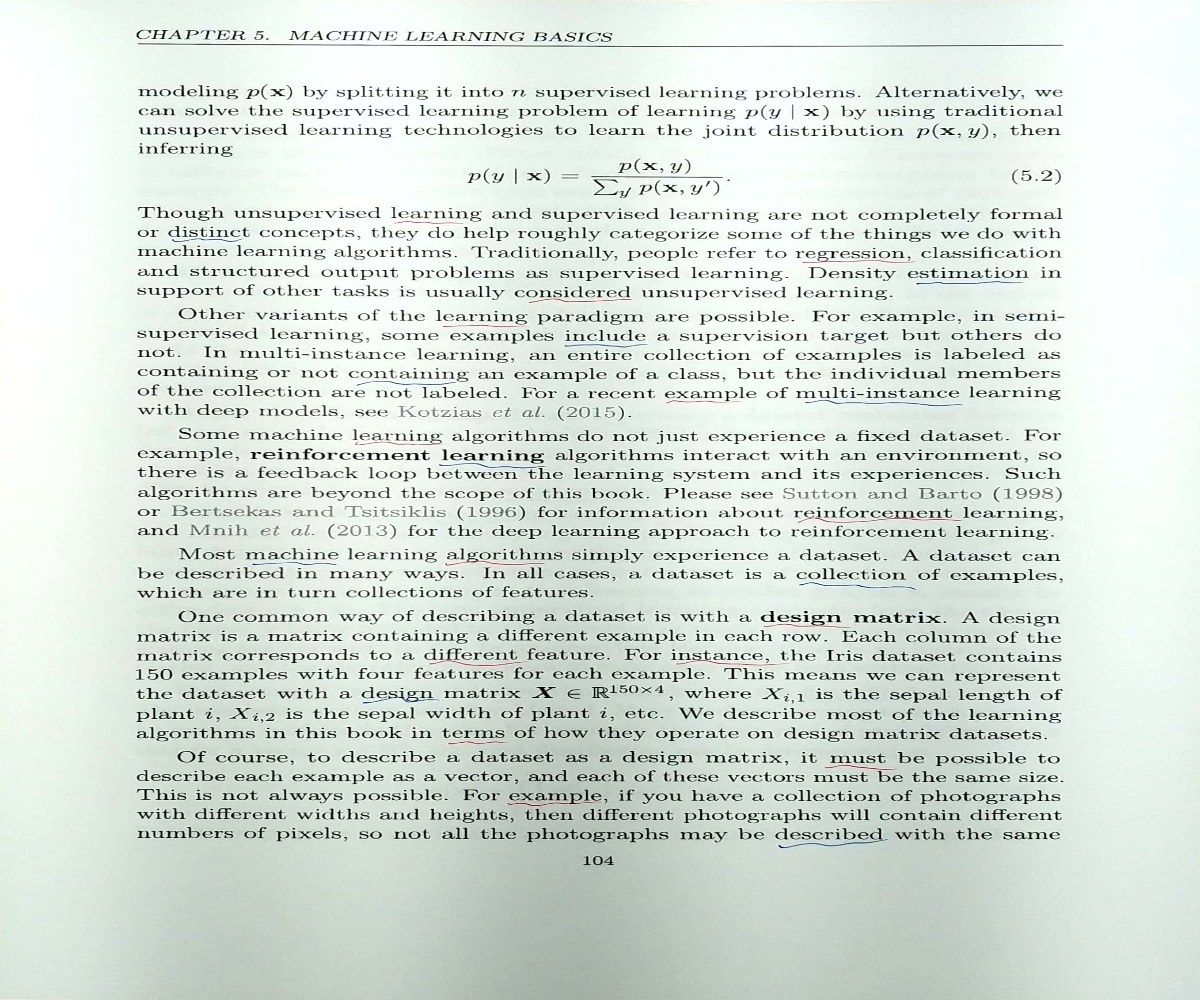 CHAPTER 5. MACHINE LEARNING BASICS
modeling p(x) by splitting it into n supervised learning problems. Alternatively, we
can solve the supervised learning problem of learning p(y | x) by using traditional
unsupervised learning technologies to learn the joint distribution p(x, y), then
inferring
p(y | x) = p(x, y) / ∑y p(x, y′). (5.2)
Though unsupervised learning and supervised learning are not completely formal
or distinct concepts, they do help roughly categorize some of the things we do with
machine learning algorithms. Traditionally, people refer to regression, classification
and structured output problems as supervised learning. Density estimation in
support of other tasks is usually considered unsupervised learning.
Other variants of the learning paradigm are possible. For example, in semi-
supervised learning, some examples include a supervision target but others do
not. In multi-instance learning, an entire collection of examples is labeled as
containing or not containing an example of a class, but the individual members
of the collection are not labeled. For a recent example of multi-instance learning
with deep models, see Kotzias et al. (2015).
Some machine learning algorithms do not just experience a fixed dataset. For
example, reinforcement learning algorithms interact with an environment, so
there is a feedback loop between the learning system and its experiences. Such
algorithms are beyond the scope of this book. Please see Sutton and Barto (1998)
or Bertsekas and Tsitsiklis (1996) for information about reinforcement learning,
and Mnih et al. (2013) for the deep learning approach to reinforcement learning.
Most machine learning algorithms simply experience a dataset. A dataset can
be described in many ways. In all cases, a dataset is a collection of examples,
which are in turn collections of features.
One common way of describing a dataset is with a design matrix. A design
matrix is a matrix containing a different example in each row. Each column of the
matrix corresponds to a different feature. For instance, the Iris dataset contains
150 examples with four features for each example. This means we can represent
the dataset with a design matrix X ∈ ℝ¹⁵⁰ˣ⁴, where Xi,1 is the sepal length of
plant i, Xi,2 is the sepal width of plant i, etc. We describe most of the learning
algorithms in this book in terms of how they operate on design matrix datasets.
Of course, to describe a dataset as a design matrix, it must be possible to
describe each example as a vector, and each of these vectors must be the same size.
This is not always possible. For example, if you have a collection of photographs
with different widths and heights, then different photographs will contain different
numbers of pixels, so not all the photographs may be described with the same
104